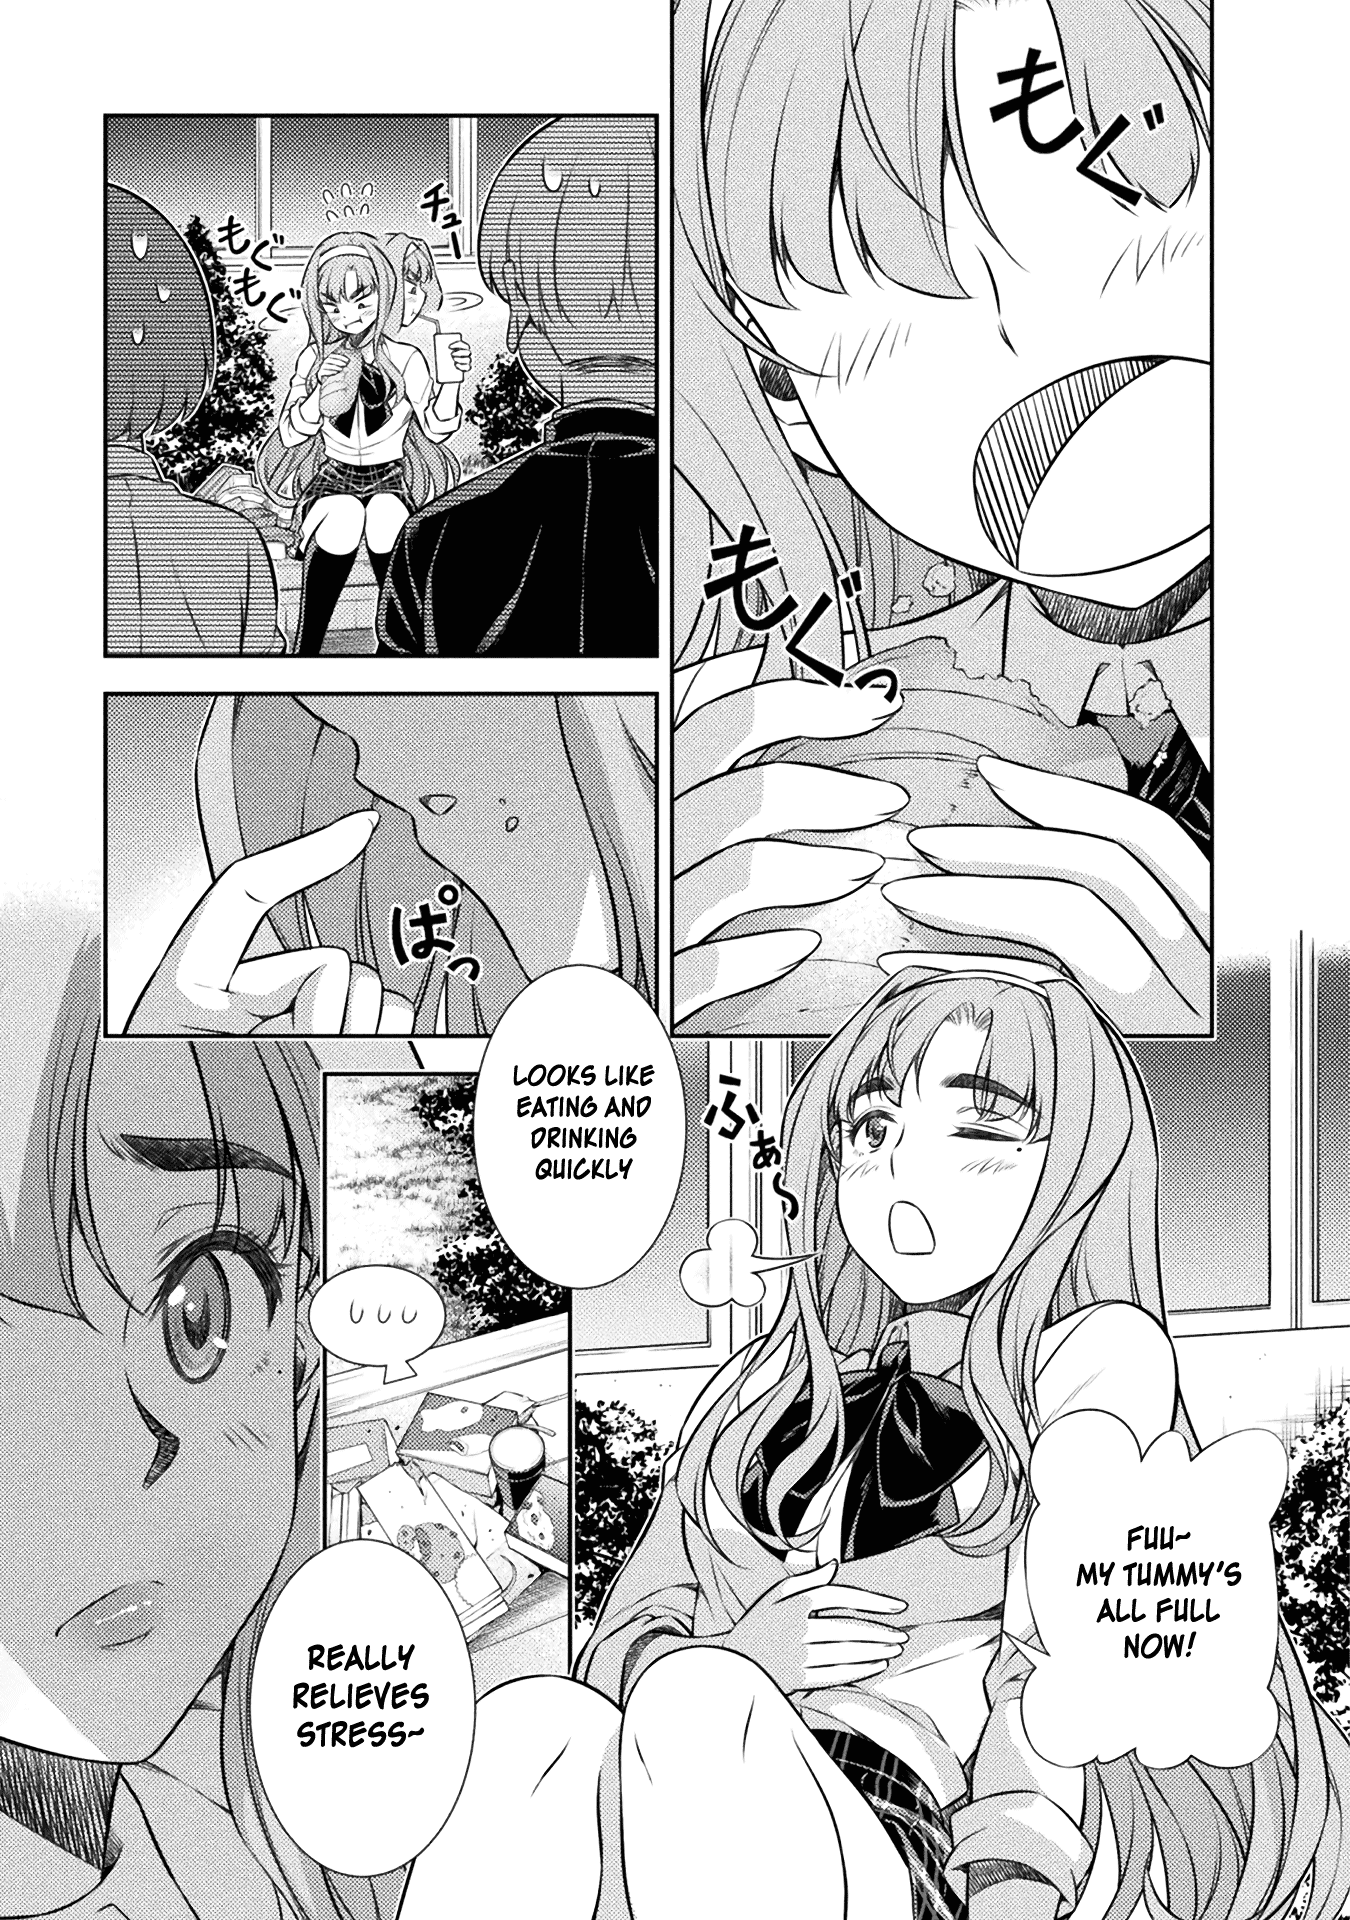 もぐ
もぐっ
もぐ
もぐ
チュー
ぱっ
LOOKS LIKE
EATING AND
DRINKING
QUICKLY
ふぁ〜
FUU~
MY TUMMY'S
ALL FULL
NOW!
REALLY
RELIEVES
STRESS~